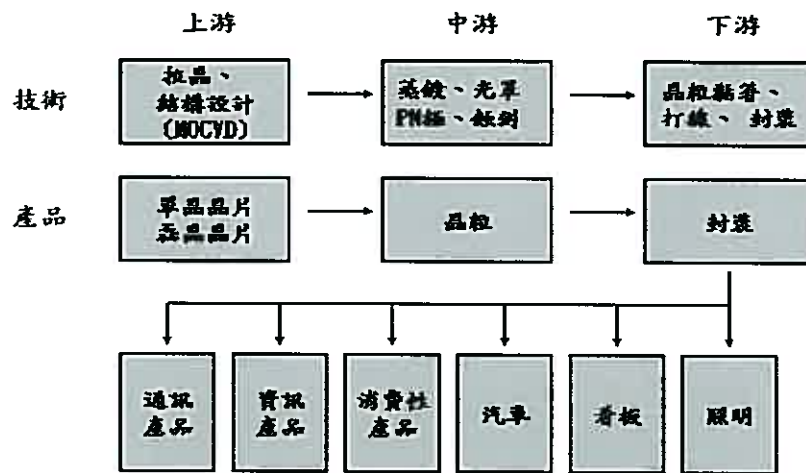 上游
中游
下游
技術
拉晶、
結構設計
(MOCVD)
蒸鍍、光罩
PN極、蝕刻
晶粒黏著、
打線、封裝
產品
單晶晶片
磊晶晶片
晶粒
封裝
通訊
產品
資訊
產品
消費性
產品
汽車
看板
照明